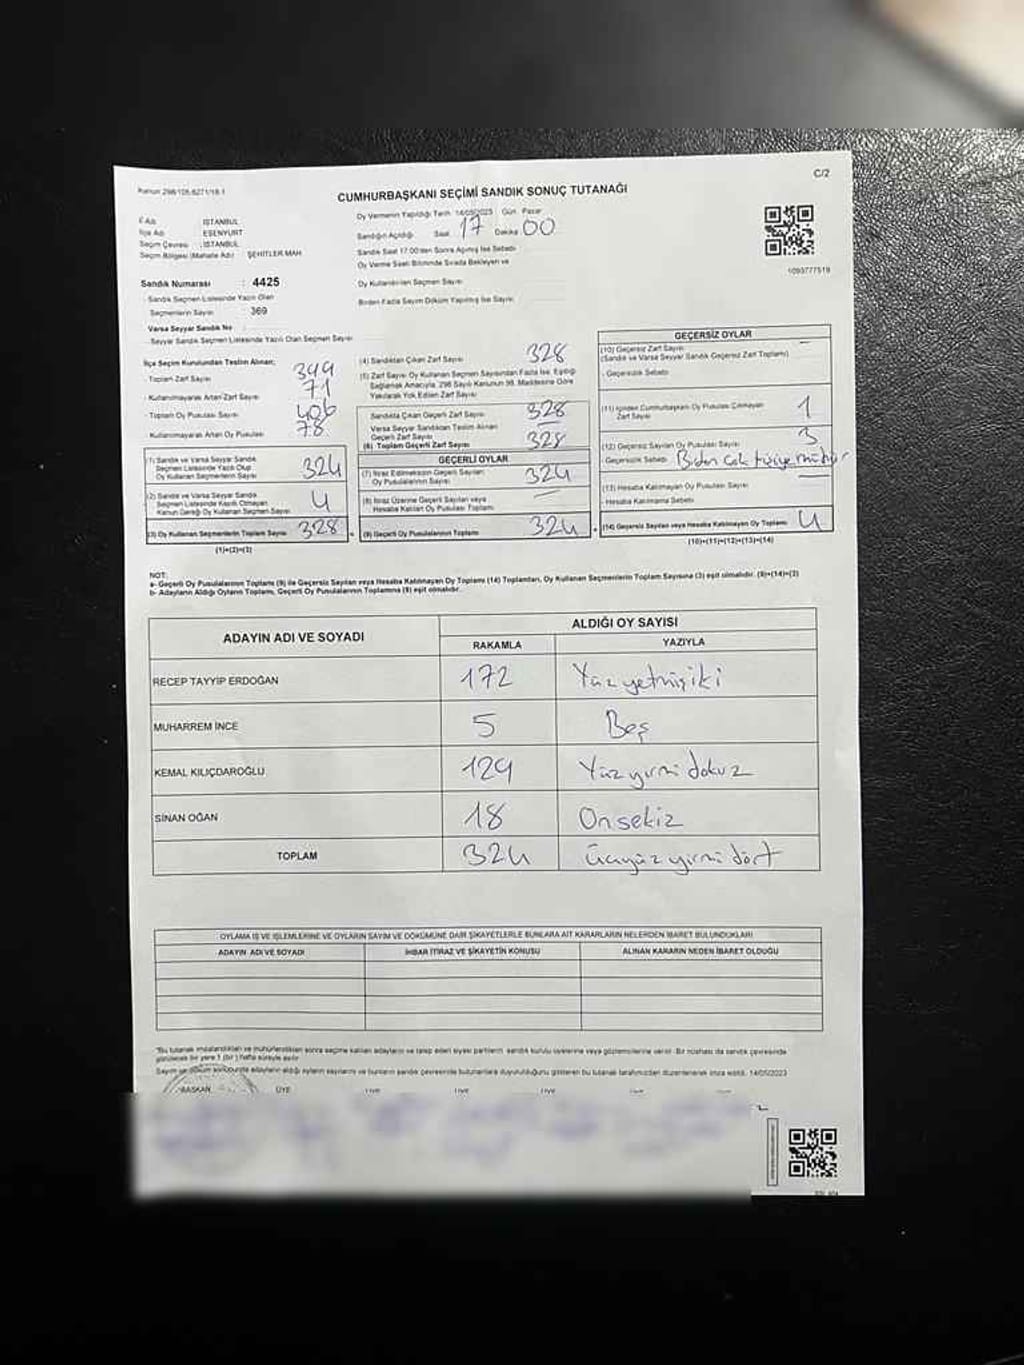 Kanun 298/105,6271/18.1
C/2
CUMHURBAŞKANI SEÇİMİ SANDIK SONUÇ TUTANAĞI
İl Adı : İSTANBUL
İlçe Adı : ESENYURT
Seçim Çevresi : İSTANBUL
Seçim Bölgesi (Mahalle Adı) : ŞEHİTLER MAH.
Sandık Numarası : 4425
Sandık Seçmen Listesinde Yazılı Olan
Seçmenlerin Sayısı 369
Varsa Seyyar Sandık No
Seyyar Sandık Seçmen Listesinde Yazılı Olan Seçmen Sayısı
Oy Vermenin Yapıldığı Tarih 14/05/2023 Gün Pazar
Sandığın Açıldığı Saat 17 Dakika 00
Sandık Saat 17:00'den Sonra Açılmış İse Sebebi
Oy Verme Saati Bitiminde Sırada Bekleyen ve
Oy Kullandırılan Seçmen Sayısı
Birden Fazla Sayım Döküm Yapılmış İse Sayısı
1093777519
İlçe Seçim Kurulundan Teslim Alınan;
Toplam Zarf Sayısı 399
Kullanılmayarak Artan Zarf Sayısı 71
Toplam Oy Pusulası Sayısı 406
Kullanılmayarak Artan Oy Pusulası 78
(1) Sandık ve Varsa Seyyar Sandık
Seçmen Listesinde Yazılı Olup
Oy Kullanan Seçmenlerin Sayısı 324
(2) Sandık ve Varsa Seyyar Sandık
Seçmen Listesinde Kayıtlı Olmayan
Kanun Gereği Oy Kullanan Seçmen Sayısı 4
(3) Oy Kullanan Seçmenlerin Toplam Sayısı 328
(1)+(2)=(3)
(4) Sandıktan Çıkan Zarf Sayısı 328
(5) Zarf Sayısı Oy Kullanan Seçmen Sayısından Fazla İse, Eşitliği
Sağlamak Amacıyla, 298 Sayılı Kanunun 98. Maddesine Göre
Yakılarak Yok Edilen Zarf Sayısı
Sandıkta Çıkan Geçerli Zarf Sayısı 328
Varsa Seyyar Sandıktan Teslim Alınan
Geçerli Zarf Sayısı
(6) Toplam Geçerli Zarf Sayısı 328
GEÇERLİ OYLAR
(7) İtiraz Edilmeksizin Geçerli Sayılan
Oy Pusulalarının Sayısı 324
(8) İtiraz Üzerine Geçerli Sayılan veya
Hesaba Katılan Oy Pusulası Toplamı
(9) Geçerli Oy Pusulalarının Toplamı 324
GEÇERSİZ OYLAR
(10) Geçersiz Zarf Sayısı
(Sandık ve Varsa Seyyar Sandık Geçersiz Zarf Toplamı)
Geçersizlik Sebebi
(11) İçinden Cumhurbaşkanı Oy Pusulası Çıkmayan
Zarf Sayısı 1
(12) Geçersiz Sayılan Oy Pusulası Sayısı 3
Geçersizlik Sebebi Birden çok kişiye mühür
(13) Hesaba Katılmayan Oy Pusulası Sayısı
Hesaba Katılmama Sebebi
(14) Geçersiz Sayılan veya Hesaba Katılmayan Oy Toplamı 4
(10)+(11)+(12)+(13)=(14)
NOT:
a- Geçerli Oy Pusulalarının Toplamı (9) ile Geçersiz Sayılan veya Hesaba Katılmayan Oy Toplamı (14) Toplamları, Oy Kullanan Seçmenlerin Toplam Sayısına (3) eşit olmalıdır. (9)+(14)=(3)
b- Adayların Aldığı Oyların Toplamı, Geçerli Oy Pusulalarının Toplamına (9) eşit olmalıdır.
ADAYIN ADI VE SOYADI ALDIĞI OY SAYISI
RAKAMLA YAZIYLA
RECEP TAYYİP ERDOĞAN 172 Yüz yetmişiki
MUHARREM İNCE 5 Beş
KEMAL KILIÇDAROĞLU 129 Yüz yirmi dokuz
SİNAN OĞAN 18 Onsekiz
TOPLAM 324 Üçyüz yirmi dört
OYLAMA İŞ VE İŞLEMLERİNE VE OYLARIN SAYIM VE DÖKÜMÜNE DAİR ŞİKAYETLERLE BUNLARA AİT KARARLARIN NELERDEN İBARET BULUNDUKLARI
ADAYIN ADI VE SOYADI İHBAR İTİRAZ VE ŞİKAYETİN KONUSU ALINAN KARARIN NEDEN İBARET OLDUĞU
*Bu tutanak imzalandıktan ve mühürlendikten sonra seçime katılan adayların ve talep eden siyasi partilerin sandık kurulu üyelerine veya gözlemcilerine verilir. Bir nüshası da sandık çevresinde
görülecek bir yere 1 (bir) hafta süreyle asılır.
Sayım ve döküm sonucunda adayların aldığı oyların sayılarını ve bunların sandık çevresinde bulunanlara duyurulduğunu gösteren bu tutanak tarafımızdan düzenlenerek imza edildi. 14/05/2023
BAŞKAN ÜYE ÜYE ÜYE ÜYE ÜYE